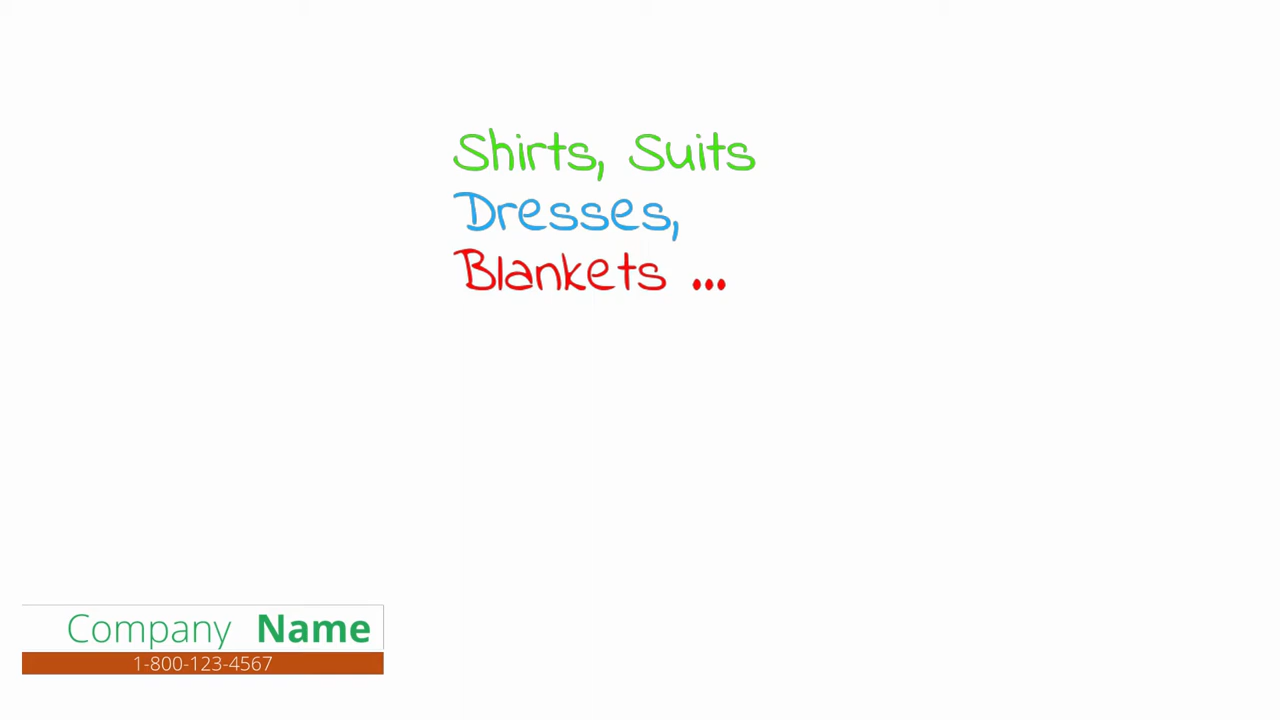 Shirts, Suits
Dresses,
Blankets ...
Company Name
1-800-123-4567